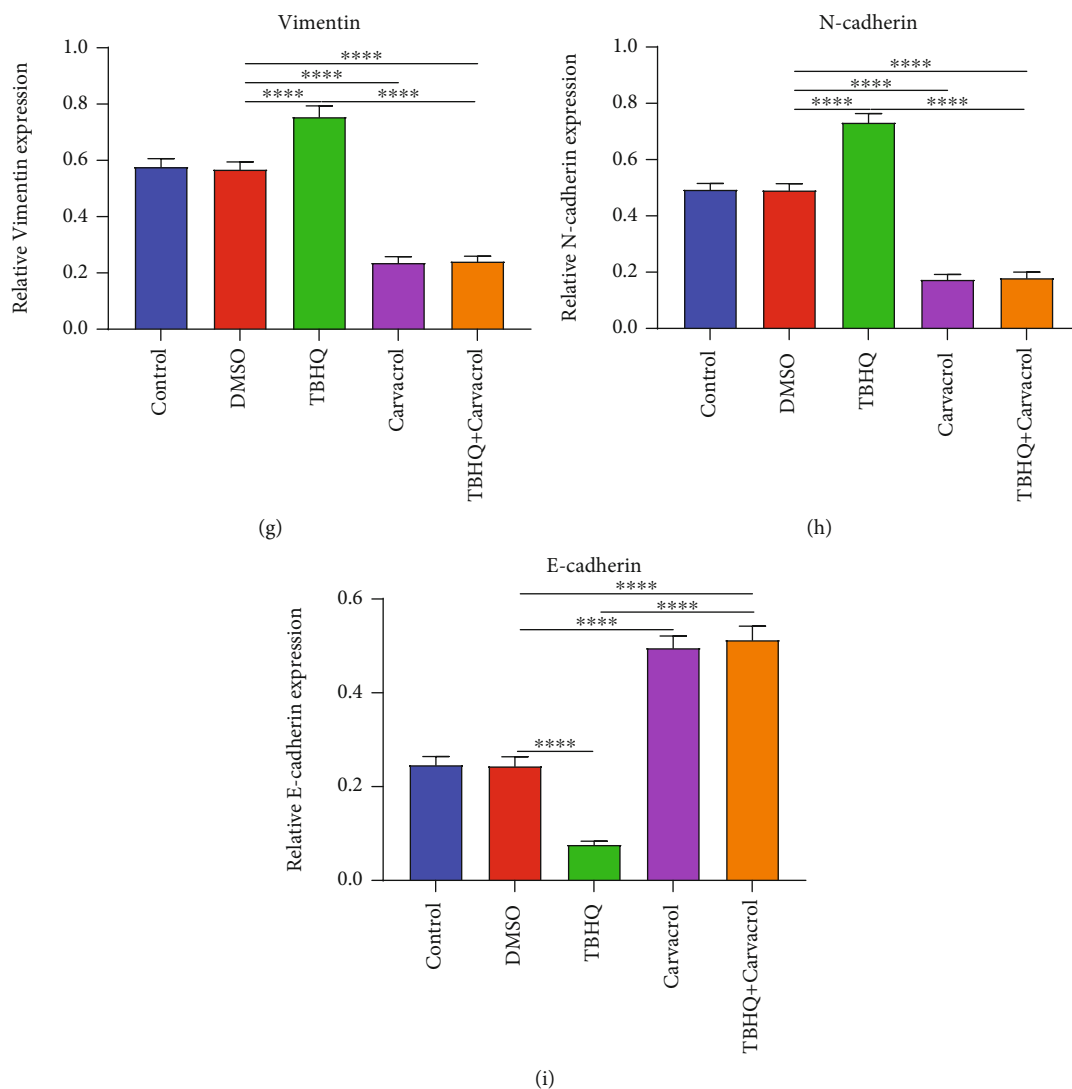 Vimentin
Relative Vimentin expression
1.0
0.8
0.6
0.4
0.2
0.0
****
****
**** ****
Control
DMSO
TBHQ
Carvacrol
TBHQ+Carvacrol
(g)
N-cadherin
Relative N-cadherin expression
1.0
0.8
0.6
0.4
0.2
0.0
****
****
**** ****
Control
DMSO
TBHQ
Carvacrol
TBHQ+Carvacrol
(h)
E-cadherin
Relative E-cadherin expression
0.6
0.4
0.2
0.0
****
****
****
****
Control
DMSO
TBHQ
Carvacrol
TBHQ+Carvacrol
(i)